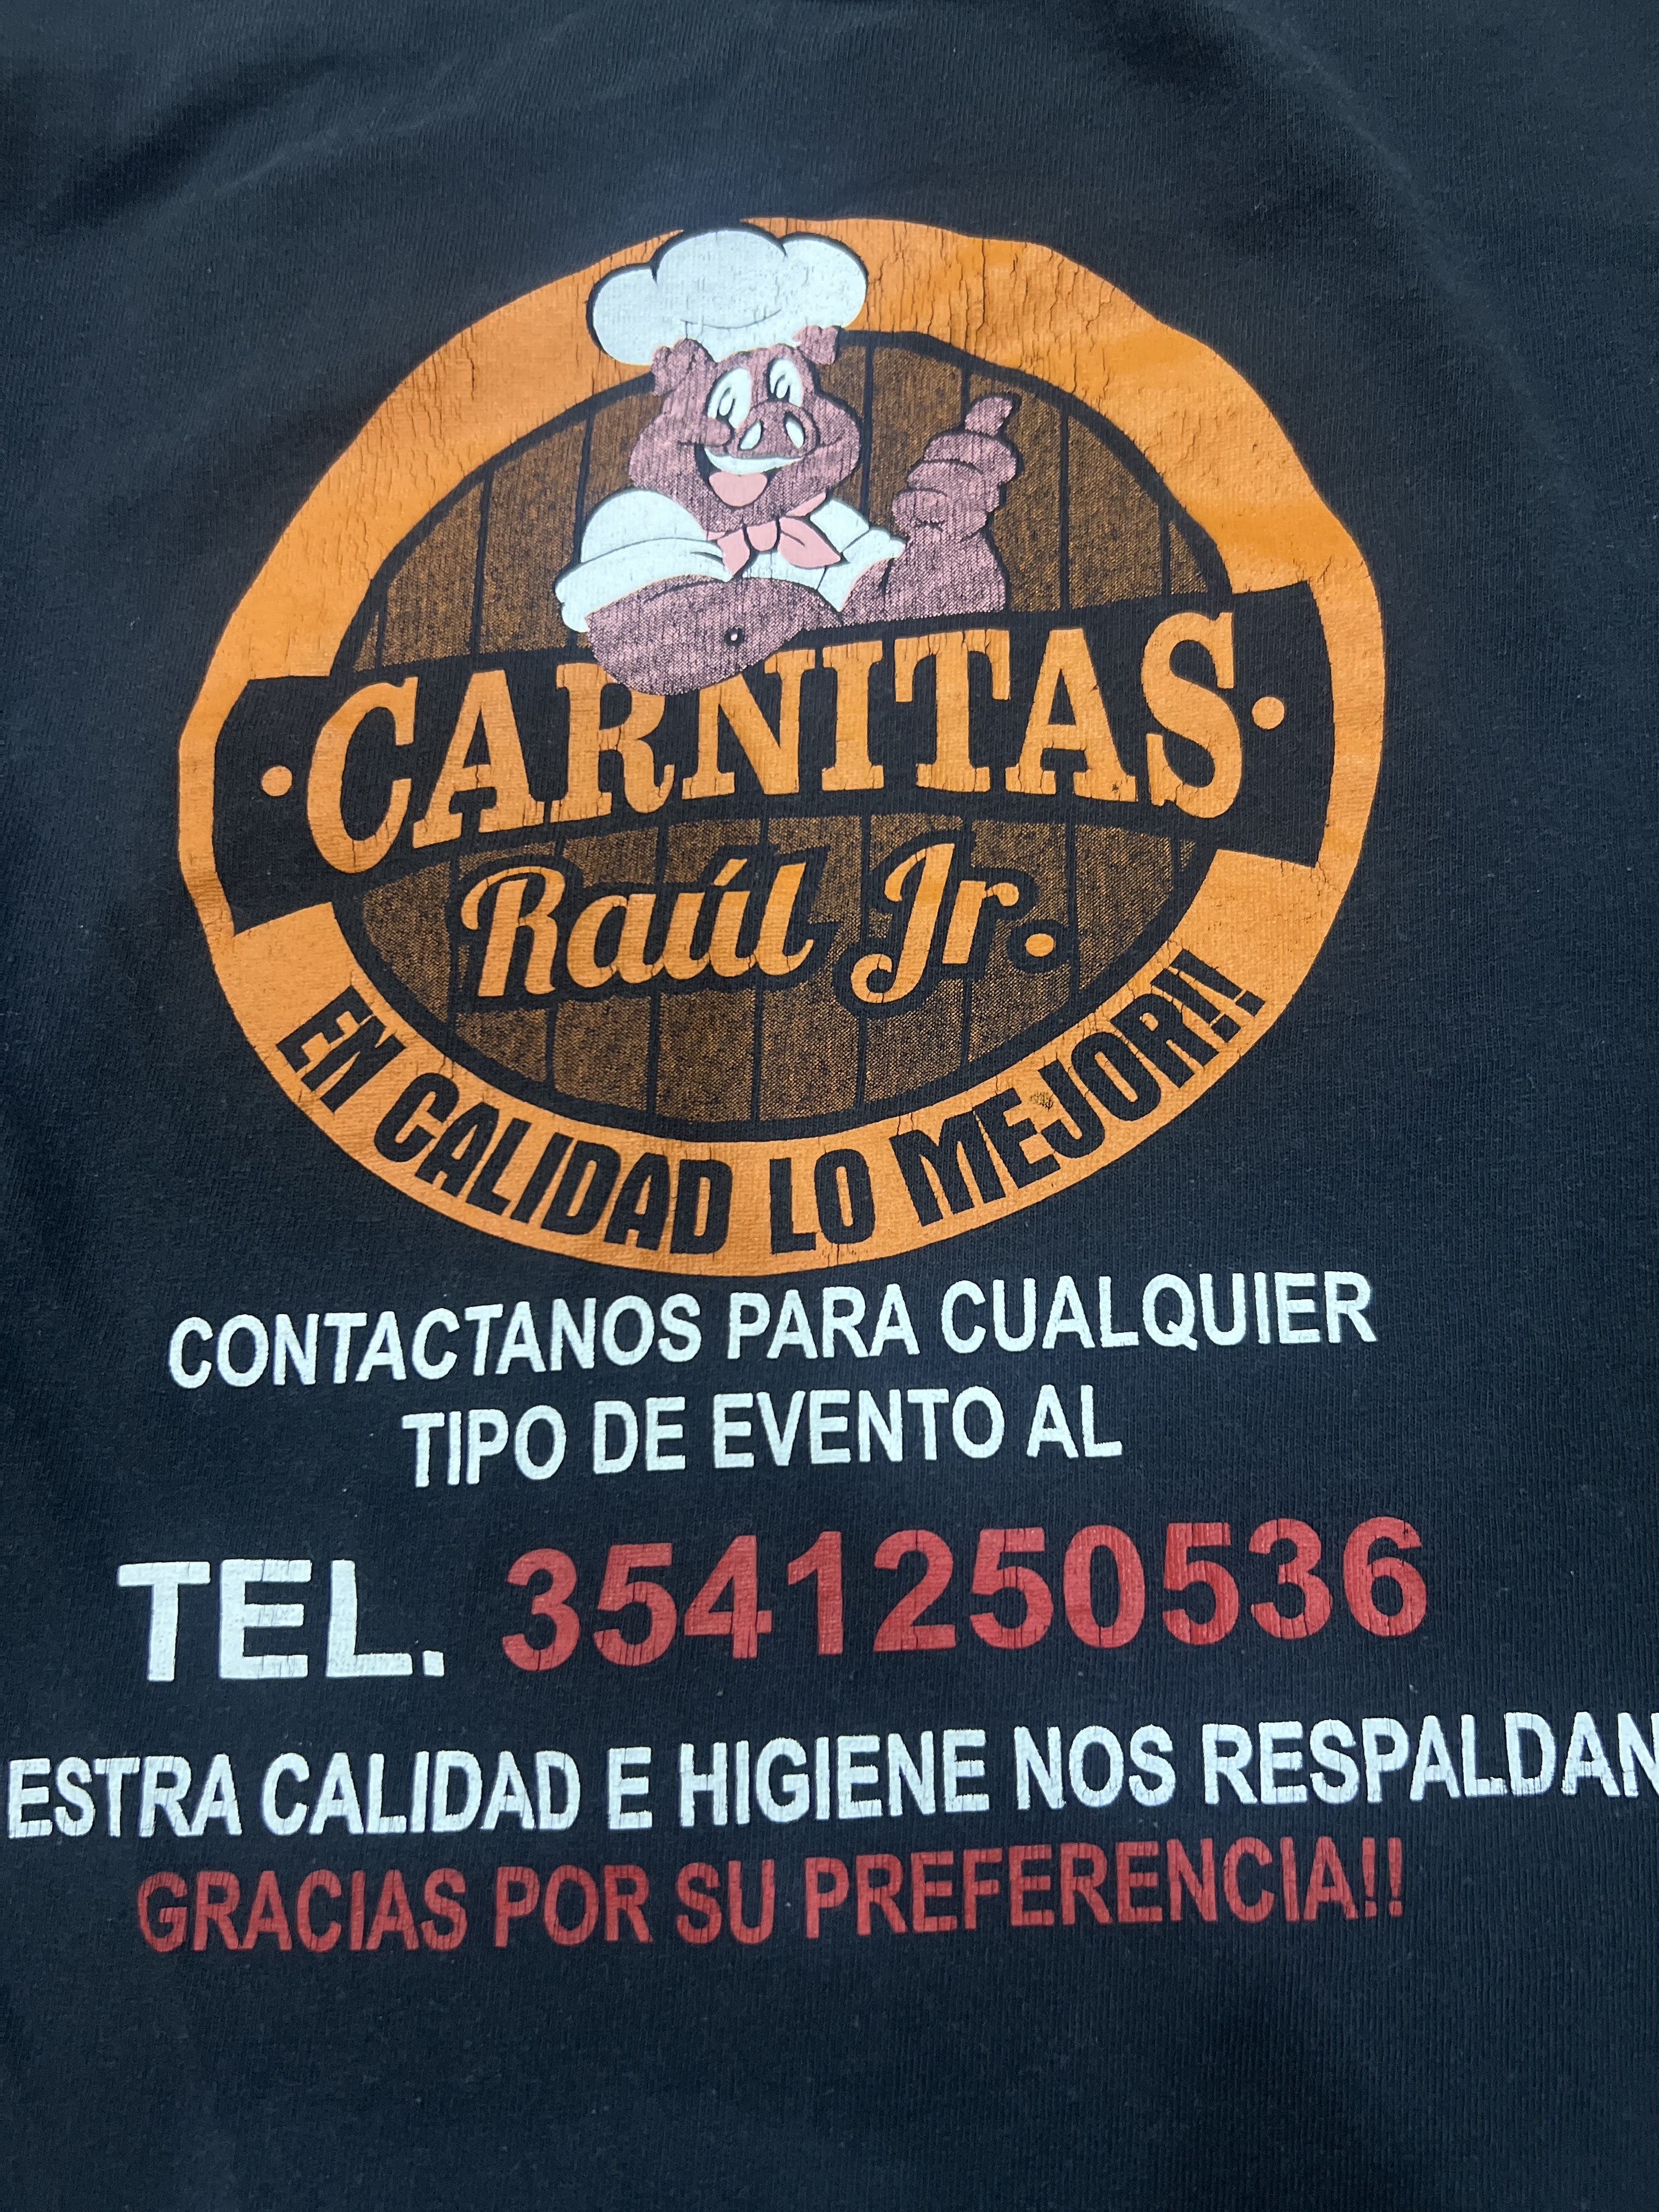 ·CARNITAS·
Raúl Jr.
EN CALIDAD LO MEJOR!!
CONTACTANOS PARA CUALQUIER
TIPO DE EVENTO AL
TEL. 3541250536
ESTRA CALIDAD E HIGIENE NOS RESPALDAN
GRACIAS POR SU PREFERENCIA!!